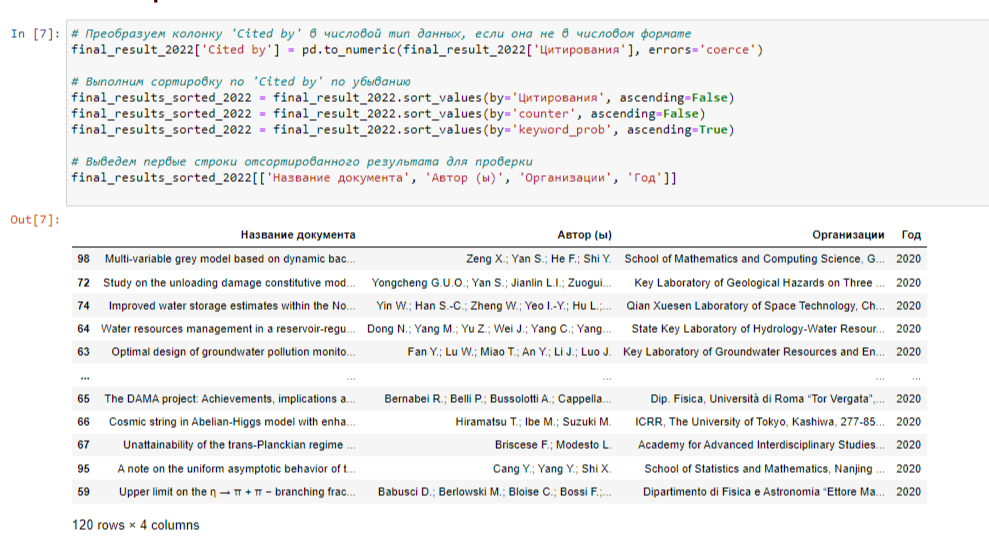 In [7]: # Преобразуем колонку 'Cited by' в числовой тип данных, если она не в числовом формате
final_result_2022['Cited by'] = pd.to_numeric(final_result_2022['Цитирования'], errors='coerce')
# Выполним сортировку по 'Cited by' по убыванию
final_results_sorted_2022 = final_result_2022.sort_values(by='Цитирования', ascending=False)
final_results_sorted_2022 = final_result_2022.sort_values(by='counter', ascending=False)
final_results_sorted_2022 = final_result_2022.sort_values(by='keyword_prob', ascending=True)
# Выведем первые строки отсортированного результата для проверки
final_results_sorted_2022[['Название документа', 'Автор (ы)', 'Организации', 'Год']]
Out[7]:
Название документа Автор (ы) Организации Год
98 Multi-variable grey model based on dynamic bac... Zeng X.; Yan S.; He F.; Shi Y. School of Mathematics and Computing Science, G... 2020
72 Study on the unloading damage constitutive mod... Yongcheng G.U.O.; Yan S.; Jianlin L.I.; Zuogui... Key Laboratory of Geological Hazards on Three ... 2020
74 Improved water storage estimates within the No... Yin W.; Han S.-C.; Zheng W.; Yeo I.-Y.; Hu L.;... Qian Xuesen Laboratory of Space Technology, Ch... 2020
64 Water resources management in a reservoir-regu... Dong N.; Yang M.; Yu Z.; Wei J.; Yang C.; Yang... State Key Laboratory of Hydrology-Water Resour... 2020
63 Optimal design of groundwater pollution monito... Fan Y.; Lu W.; Miao T.; An Y.; Li J.; Luo J. Key Laboratory of Groundwater Resources and En... 2020
... ... ... ... ...
65 The DAMA project: Achievements, implications a... Bernabei R.; Belli P.; Bussolotti A.; Cappella... Dip. Fisica, Università di Roma “Tor Vergata”,... 2020
66 Cosmic string in Abelian-Higgs model with enha... Hiramatsu T.; Ibe M.; Suzuki M. ICRR, The University of Tokyo, Kashiwa, 277-85... 2020
67 Unattainability of the trans-Planckian regime ... Briscese F.; Modesto L. Academy for Advanced Interdisciplinary Studies... 2020
95 A note on the uniform asymptotic behavior of t... Cang Y.; Yang Y.; Shi X. School of Statistics and Mathematics, Nanjing ... 2020
59 Upper limit on the η → π + π − branching frac... Babusci D.; Berlowski M.; Bloise C.; Bossi F.;... Dipartimento di Fisica e Astronomia “Ettore Ma... 2020
120 rows × 4 columns